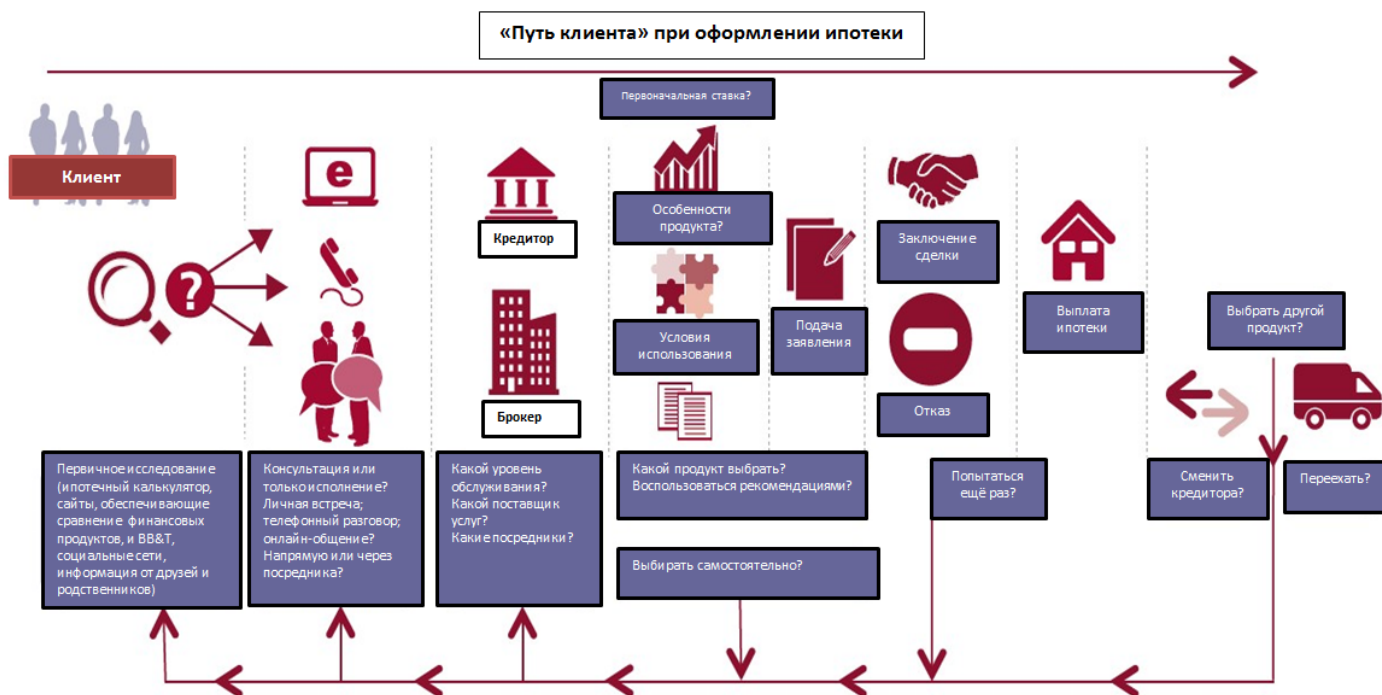 «Путь клиента» при оформлении ипотеки
Первоначальная ставка?
Клиент
e
Кредитор
Особенности
продукта?
Заключение
сделки
?
Условия
использования
Подача
заявления
Выплата
ипотеки
Выбрать другой
продукт?
Брокер
Отказ
Первичное исследование
(ипотечный калькулятор,
сайты, обеспечивающие
сравнение финансовых
продуктов, и BB&T,
социальные сети,
информация от друзей и
родственников)
Консультация или
только исполнение?
Личная встреча;
телефонный разговор;
онлайн-общение?
Напрямую или через
посредника?
Какой уровень
обслуживания?
Какой поставщик
услуг?
Какие посредники?
Какой продукт выбрать?
Воспользоваться рекомендациями?
Выбирать самостоятельно?
Попытаться
ещё раз?
Сменить
кредитора?
Переехать?